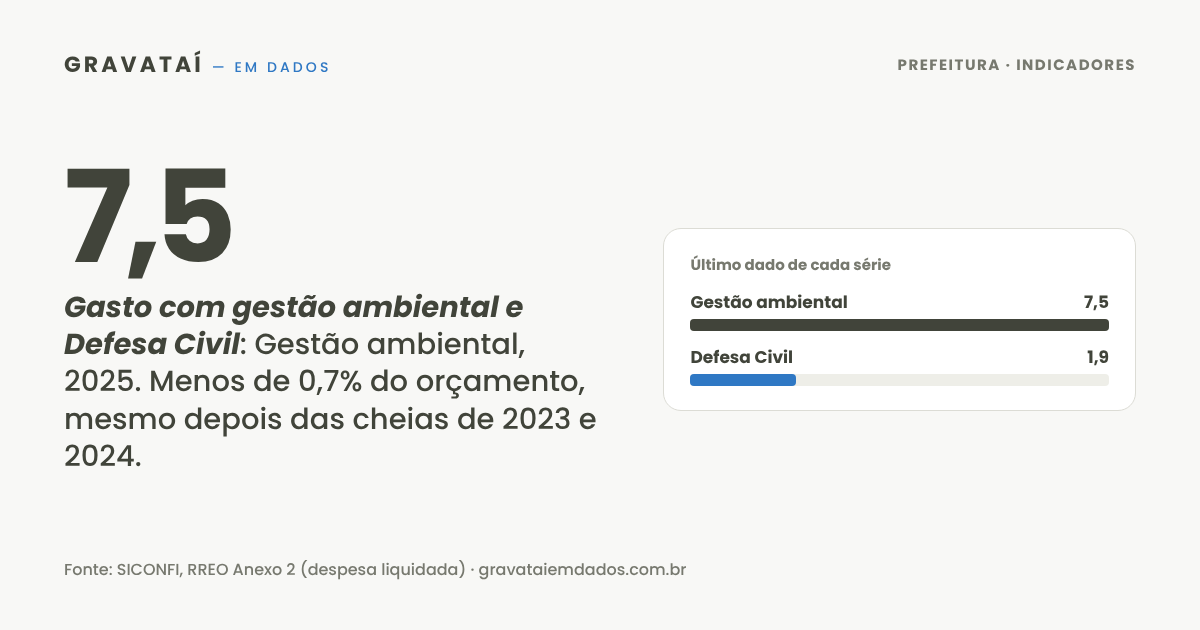 GRAVATAÍ — EM DADOS
PREFEITURA · INDICADORES
7,5
Gasto com gestão ambiental e
Defesa Civil: Gestão ambiental,
2025. Menos de 0,7% do orçamento,
mesmo depois das cheias de 2023 e
2024.
Último dado de cada série
Gestão ambiental 7,5
Defesa Civil 1,9
Fonte: SICONFI, RREO Anexo 2 (despesa liquidada) · gravataiemdados.com.br